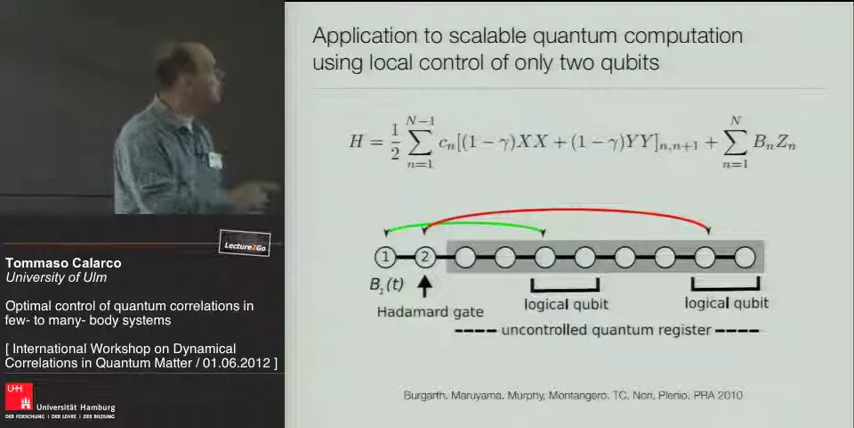 Application to scalable quantum computation
using local control of only two qubits
H = \frac{1}{2} \sum_{n=1}^{N-1} c_n[(1 − γ)XX + (1 − γ)YY]_{n,n+1} + \sum_{n=1}^{N} B_n Z_n
1 2
B_1(t)
Hadamard gate
logical qubit
logical qubit
uncontrolled quantum register
Burgarth, Maruyama, Murphy, Montangero, TC, Nori, Plenio, PRA 2010
Lecture2Go
Tommaso Calarco
University of Ulm
Optimal control of quantum correlations in
few- to many- body systems
[ International Workshop on Dynamical
Correlations in Quantum Matter / 01.06.2012 ]
UH
Universität Hamburg
DER FORSCHUNG | DER LEHRE | DER BILDUNG